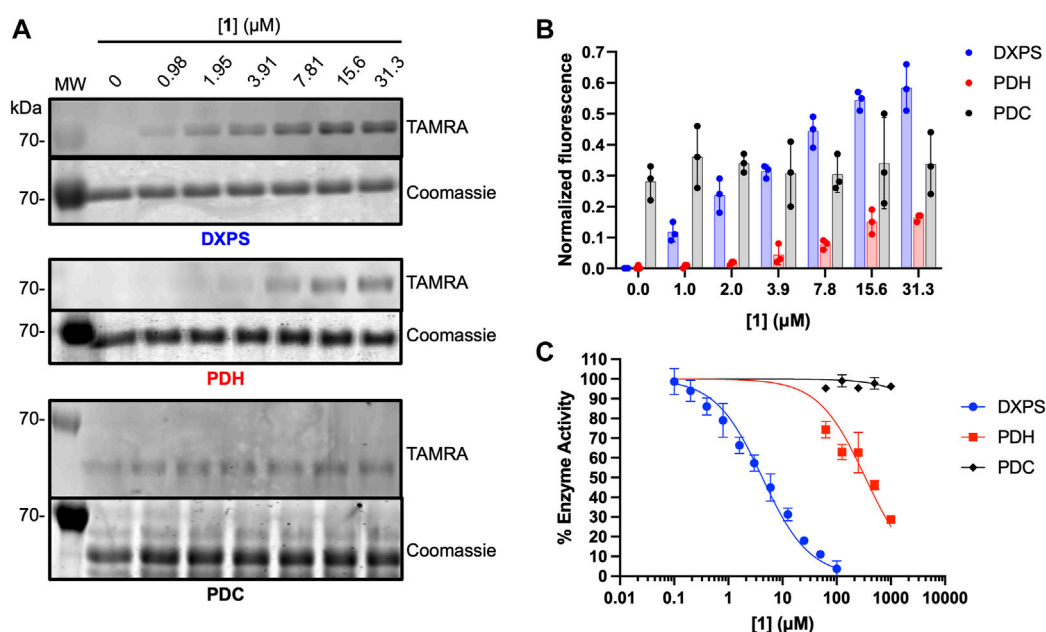 A
[1] (μM)
MW 0 0.98 1.95 3.91 7.81 15.6 31.3
kDa
70-
TAMRA
70-
Coomassie
DXPS
70-
TAMRA
70-
Coomassie
PDH
70-
TAMRA
70-
Coomassie
PDC
B
Normalized fluorescence
0.7
0.6
0.5
0.4
0.3
0.2
0.1
0.0
0.0 1.0 2.0 3.9 7.8 15.6 31.3
[1] (μM)
DXPS
PDH
PDC
C
% Enzyme Activity
110
100
90
80
70
60
50
40
30
20
10
0
0.01 0.1 1 10 100 1000 10000
[1] (μM)
DXPS
PDH
PDC